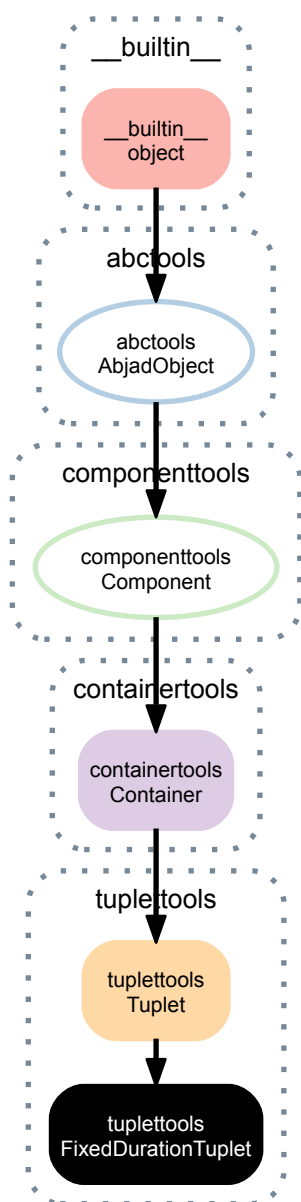 __builtin__
__builtin__
object
abctools
abctools
AbjadObject
componenttools
componenttools
Component
containertools
containertools
Container
tuplettools
tuplettools
Tuplet
tuplettools
FixedDurationTuplet